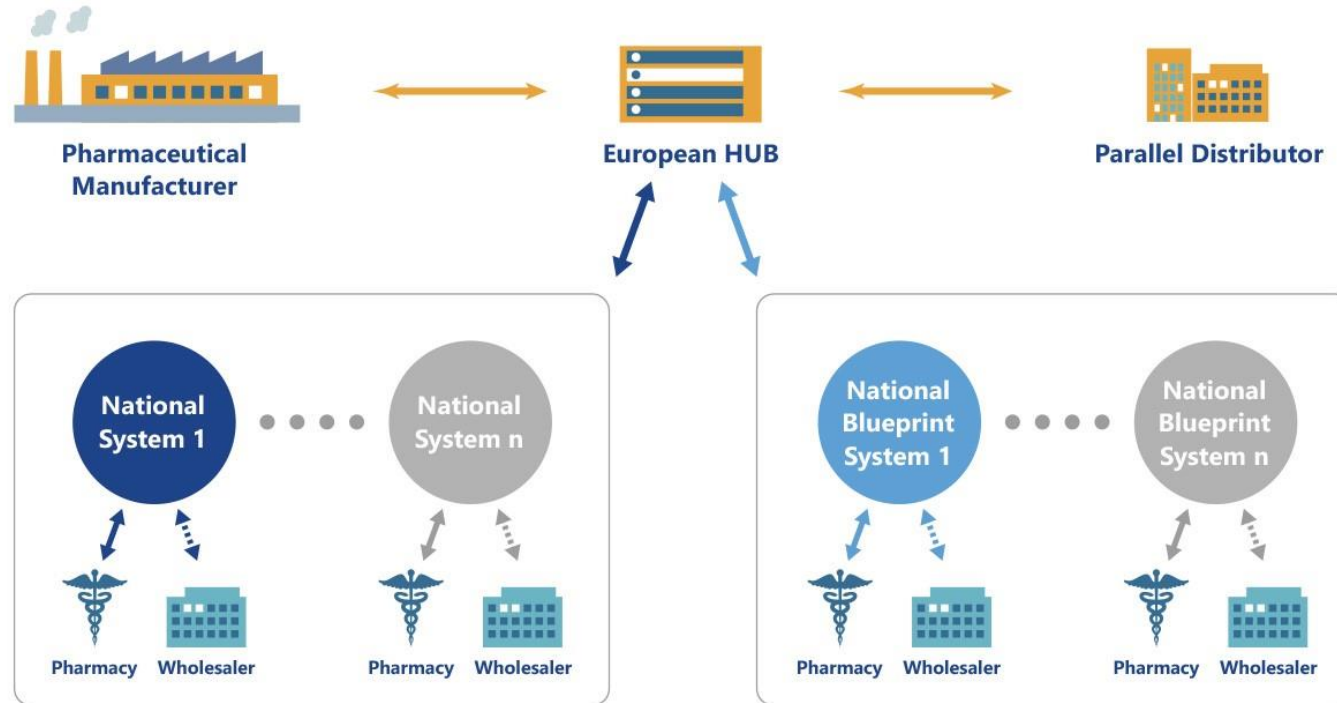 Pharmaceutical
Manufacturer
European HUB
Parallel Distributor
National
System 1
National
System n
National
Blueprint
System 1
National
Blueprint
System n
Pharmacy
Wholesaler
Pharmacy
Wholesaler
Pharmacy
Wholesaler
Pharmacy
Wholesaler